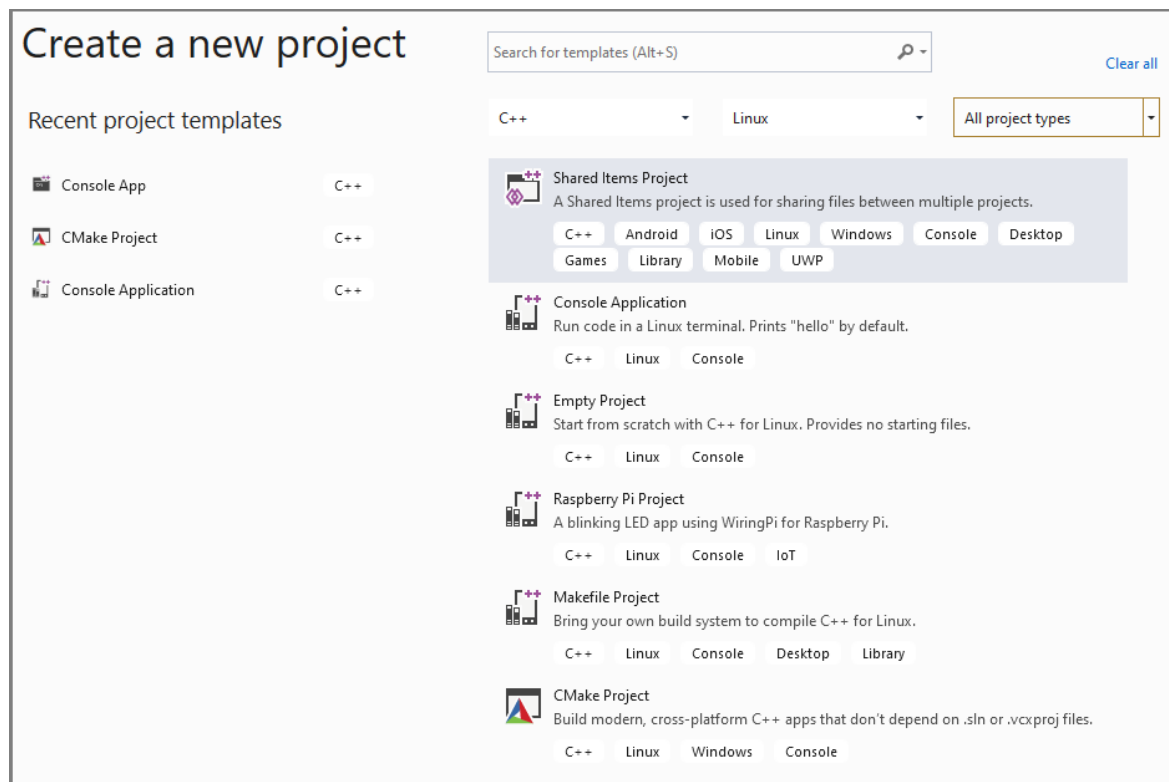 Create a new project
Search for templates (Alt+S)
Clear all
Recent project templates
C++
Linux
All project types
Console App C++
CMake Project C++
Console Application C++
Shared Items Project
A Shared Items project is used for sharing files between multiple projects.
C++ Android iOS Linux Windows Console Desktop
Games Library Mobile UWP
Console Application
Run code in a Linux terminal. Prints "hello" by default.
C++ Linux Console
Empty Project
Start from scratch with C++ for Linux. Provides no starting files.
C++ Linux Console
Raspberry Pi Project
A blinking LED app using WiringPi for Raspberry Pi.
C++ Linux Console IoT
Makefile Project
Bring your own build system to compile C++ for Linux.
C++ Linux Console Desktop Library
CMake Project
Build modern, cross-platform C++ apps that don't depend on .sln or .vcxproj files.
C++ Linux Windows Console